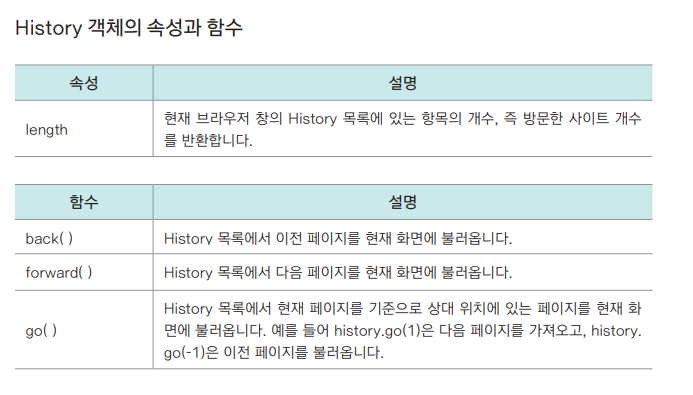 History 객체의 속성과 함수
속성 설명
length 현재 브라우저 창의 History 목록에 있는 항목의 개수, 즉 방문한 사이트 개수
를 반환합니다.
함수 설명
back( ) History 목록에서 이전 페이지를 현재 화면에 불러옵니다.
forward( ) History 목록에서 다음 페이지를 현재 화면에 불러옵니다.
go( ) History 목록에서 현재 페이지를 기준으로 상대 위치에 있는 페이지를 현재 화
면에 불러옵니다. 예를 들어 history.go(1)은 다음 페이지를 가져오고, history.
go(-1)은 이전 페이지를 불러옵니다.